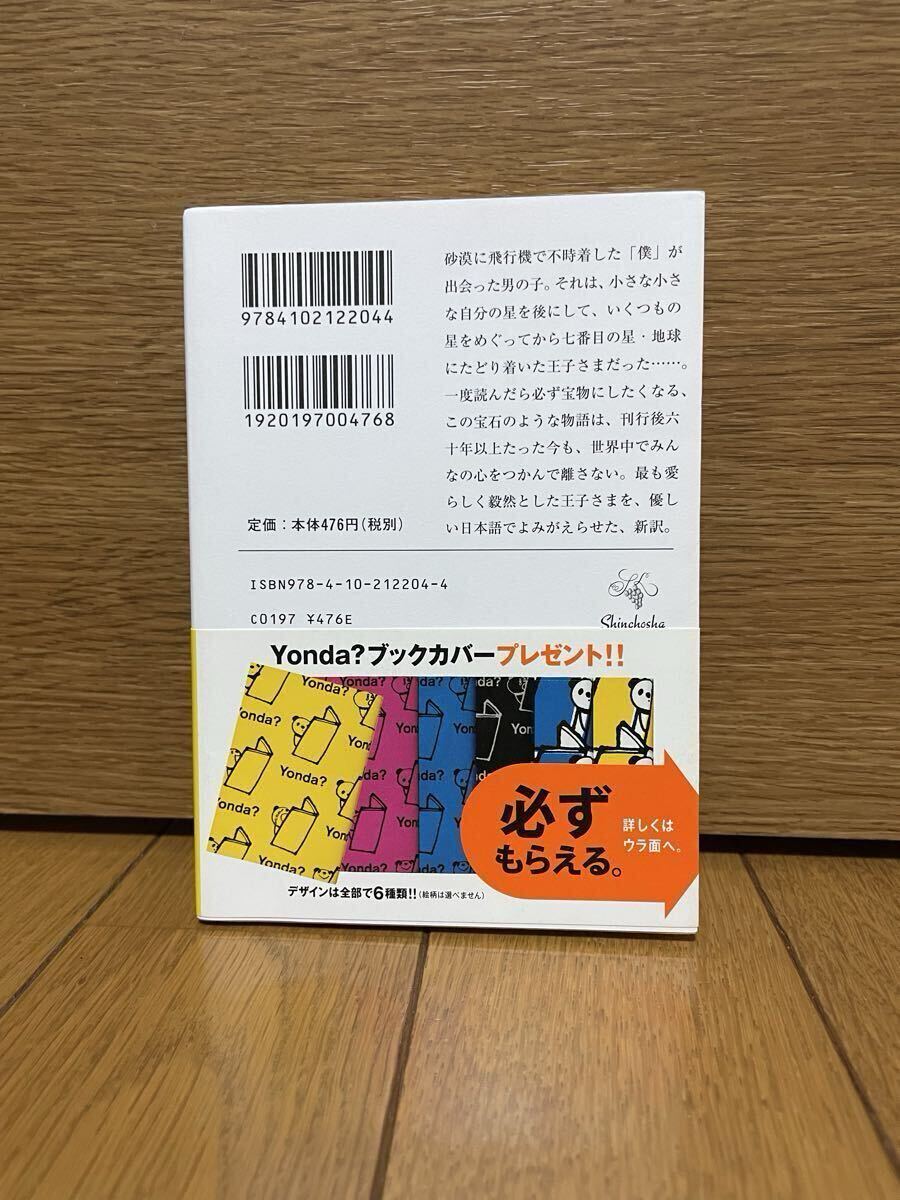 9784102122044
1920197004768
定価:本体476円(税別)
砂漠に飛行機で不時着した「僕」が
出会った男の子。それは、小さな小さ
な自分の星を後にして、いくつもの
星をめぐってから七番目の星・地球
にたどり着いた王子さまだった……。
一度読んだら必ず宝物にしたくなる、
この宝石のような物語は、刊行後六
十年以上たった今も、世界中でみん
なの心をつかんで離さない。最も愛
らしく毅然とした王子さまを、優し
い日本語でよみがえらせた、新訳。
ISBN978-4-10-212204-4
C0197 ¥476E
Shinchosha
Yonda?ブックカバープレゼント!!
Yonda?
Yonda?
Yonda?
Yonda?
必ず
もらえる。
詳しくは
ウラ面へ。
デザインは全部で6種類!!(絵柄は選べません)